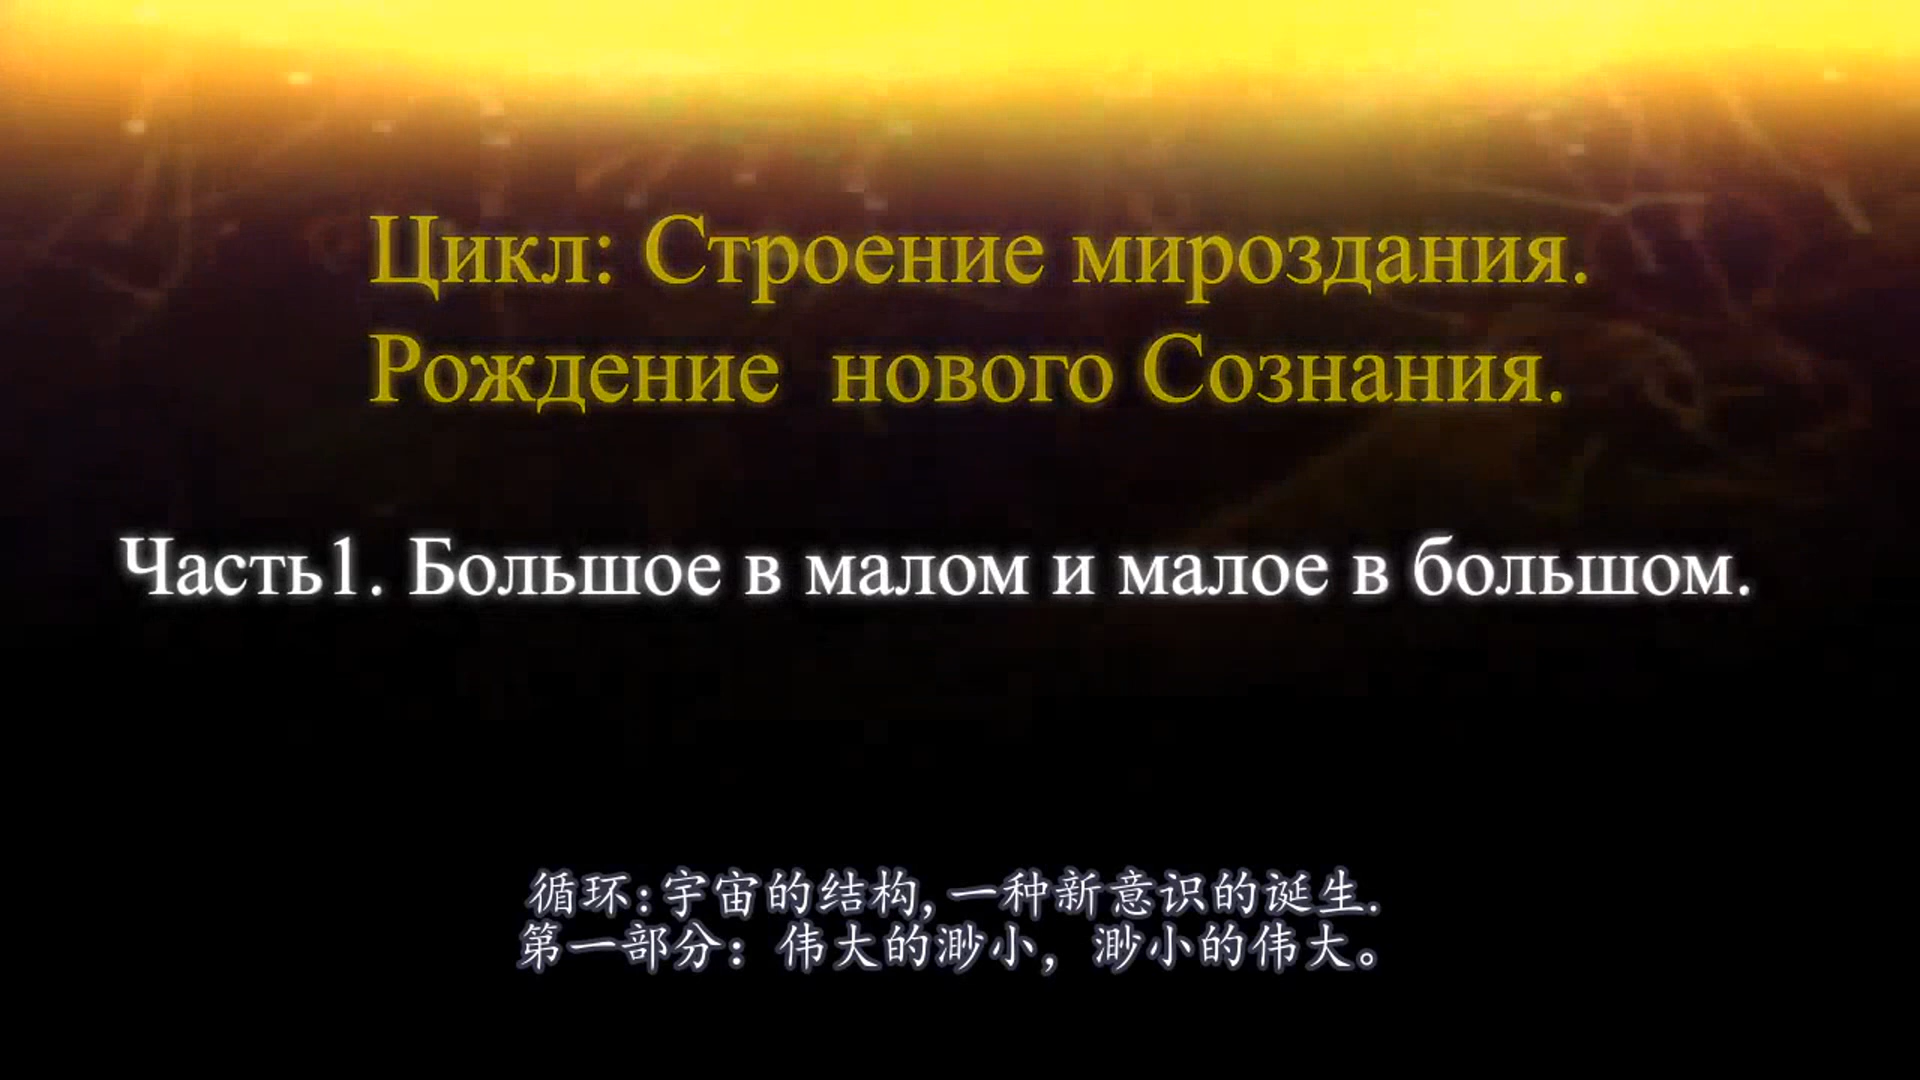 Цикл: Строение мироздания.
Рождение нового Сознания.
Часть1. Большое в малом и малое в большом.
循环:宇宙的结构,一种新意识的诞生.
第一部分：伟大的渺小，渺小的伟大。